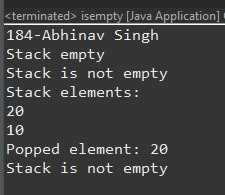 <terminated> isempty [Java Application]
184-Abhinav Singh
Stack empty
Stack is not empty
Stack elements:
20
10
Popped element: 20
Stack is not empty